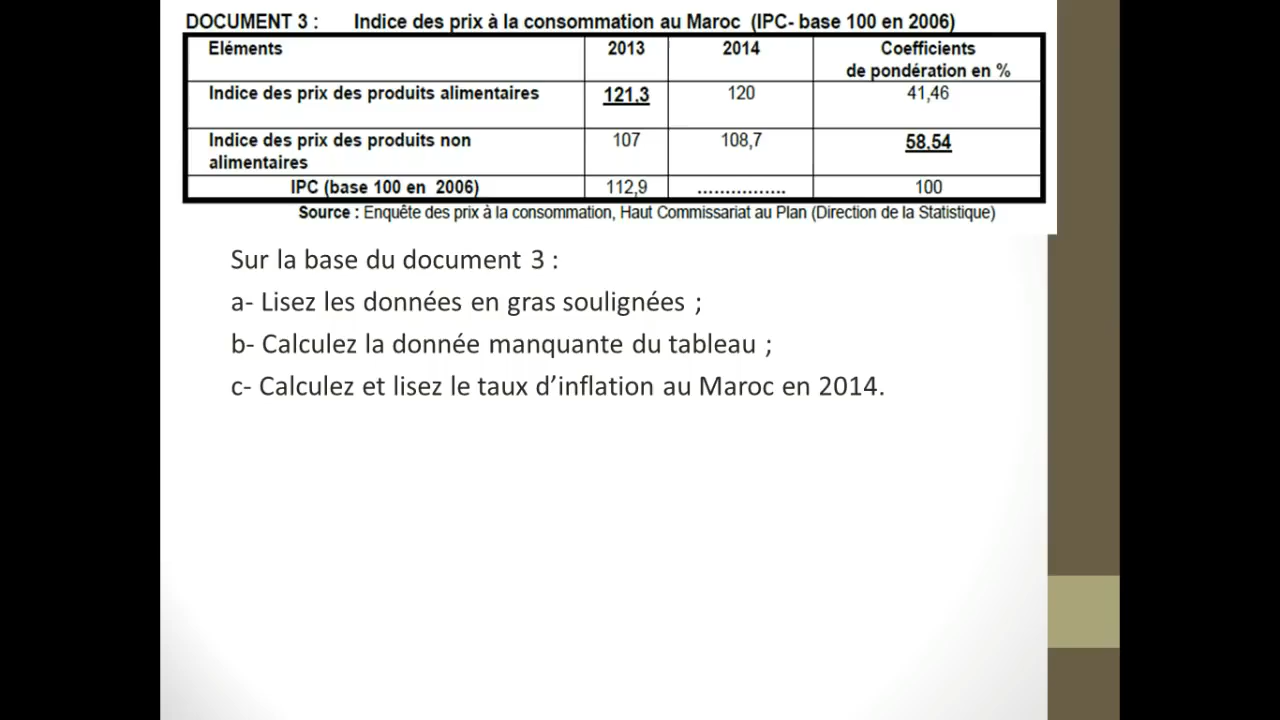 DOCUMENT 3 : Indice des prix à la consommation au Maroc (IPC- base 100 en 2006)
Eléments 2013 2014 Coefficients
de pondération en %
Indice des prix des produits alimentaires 121,3 120 41,46
Indice des prix des produits non 107 108,7 58,54
alimentaires
IPC (base 100 en 2006) 112,9 ................ 100
Source : Enquête des prix à la consommation, Haut Commissariat au Plan (Direction de la Statistique)
Sur la base du document 3 :
a- Lisez les données en gras soulignées ;
b- Calculez la donnée manquante du tableau ;
c- Calculez et lisez le taux d’inflation au Maroc en 2014.